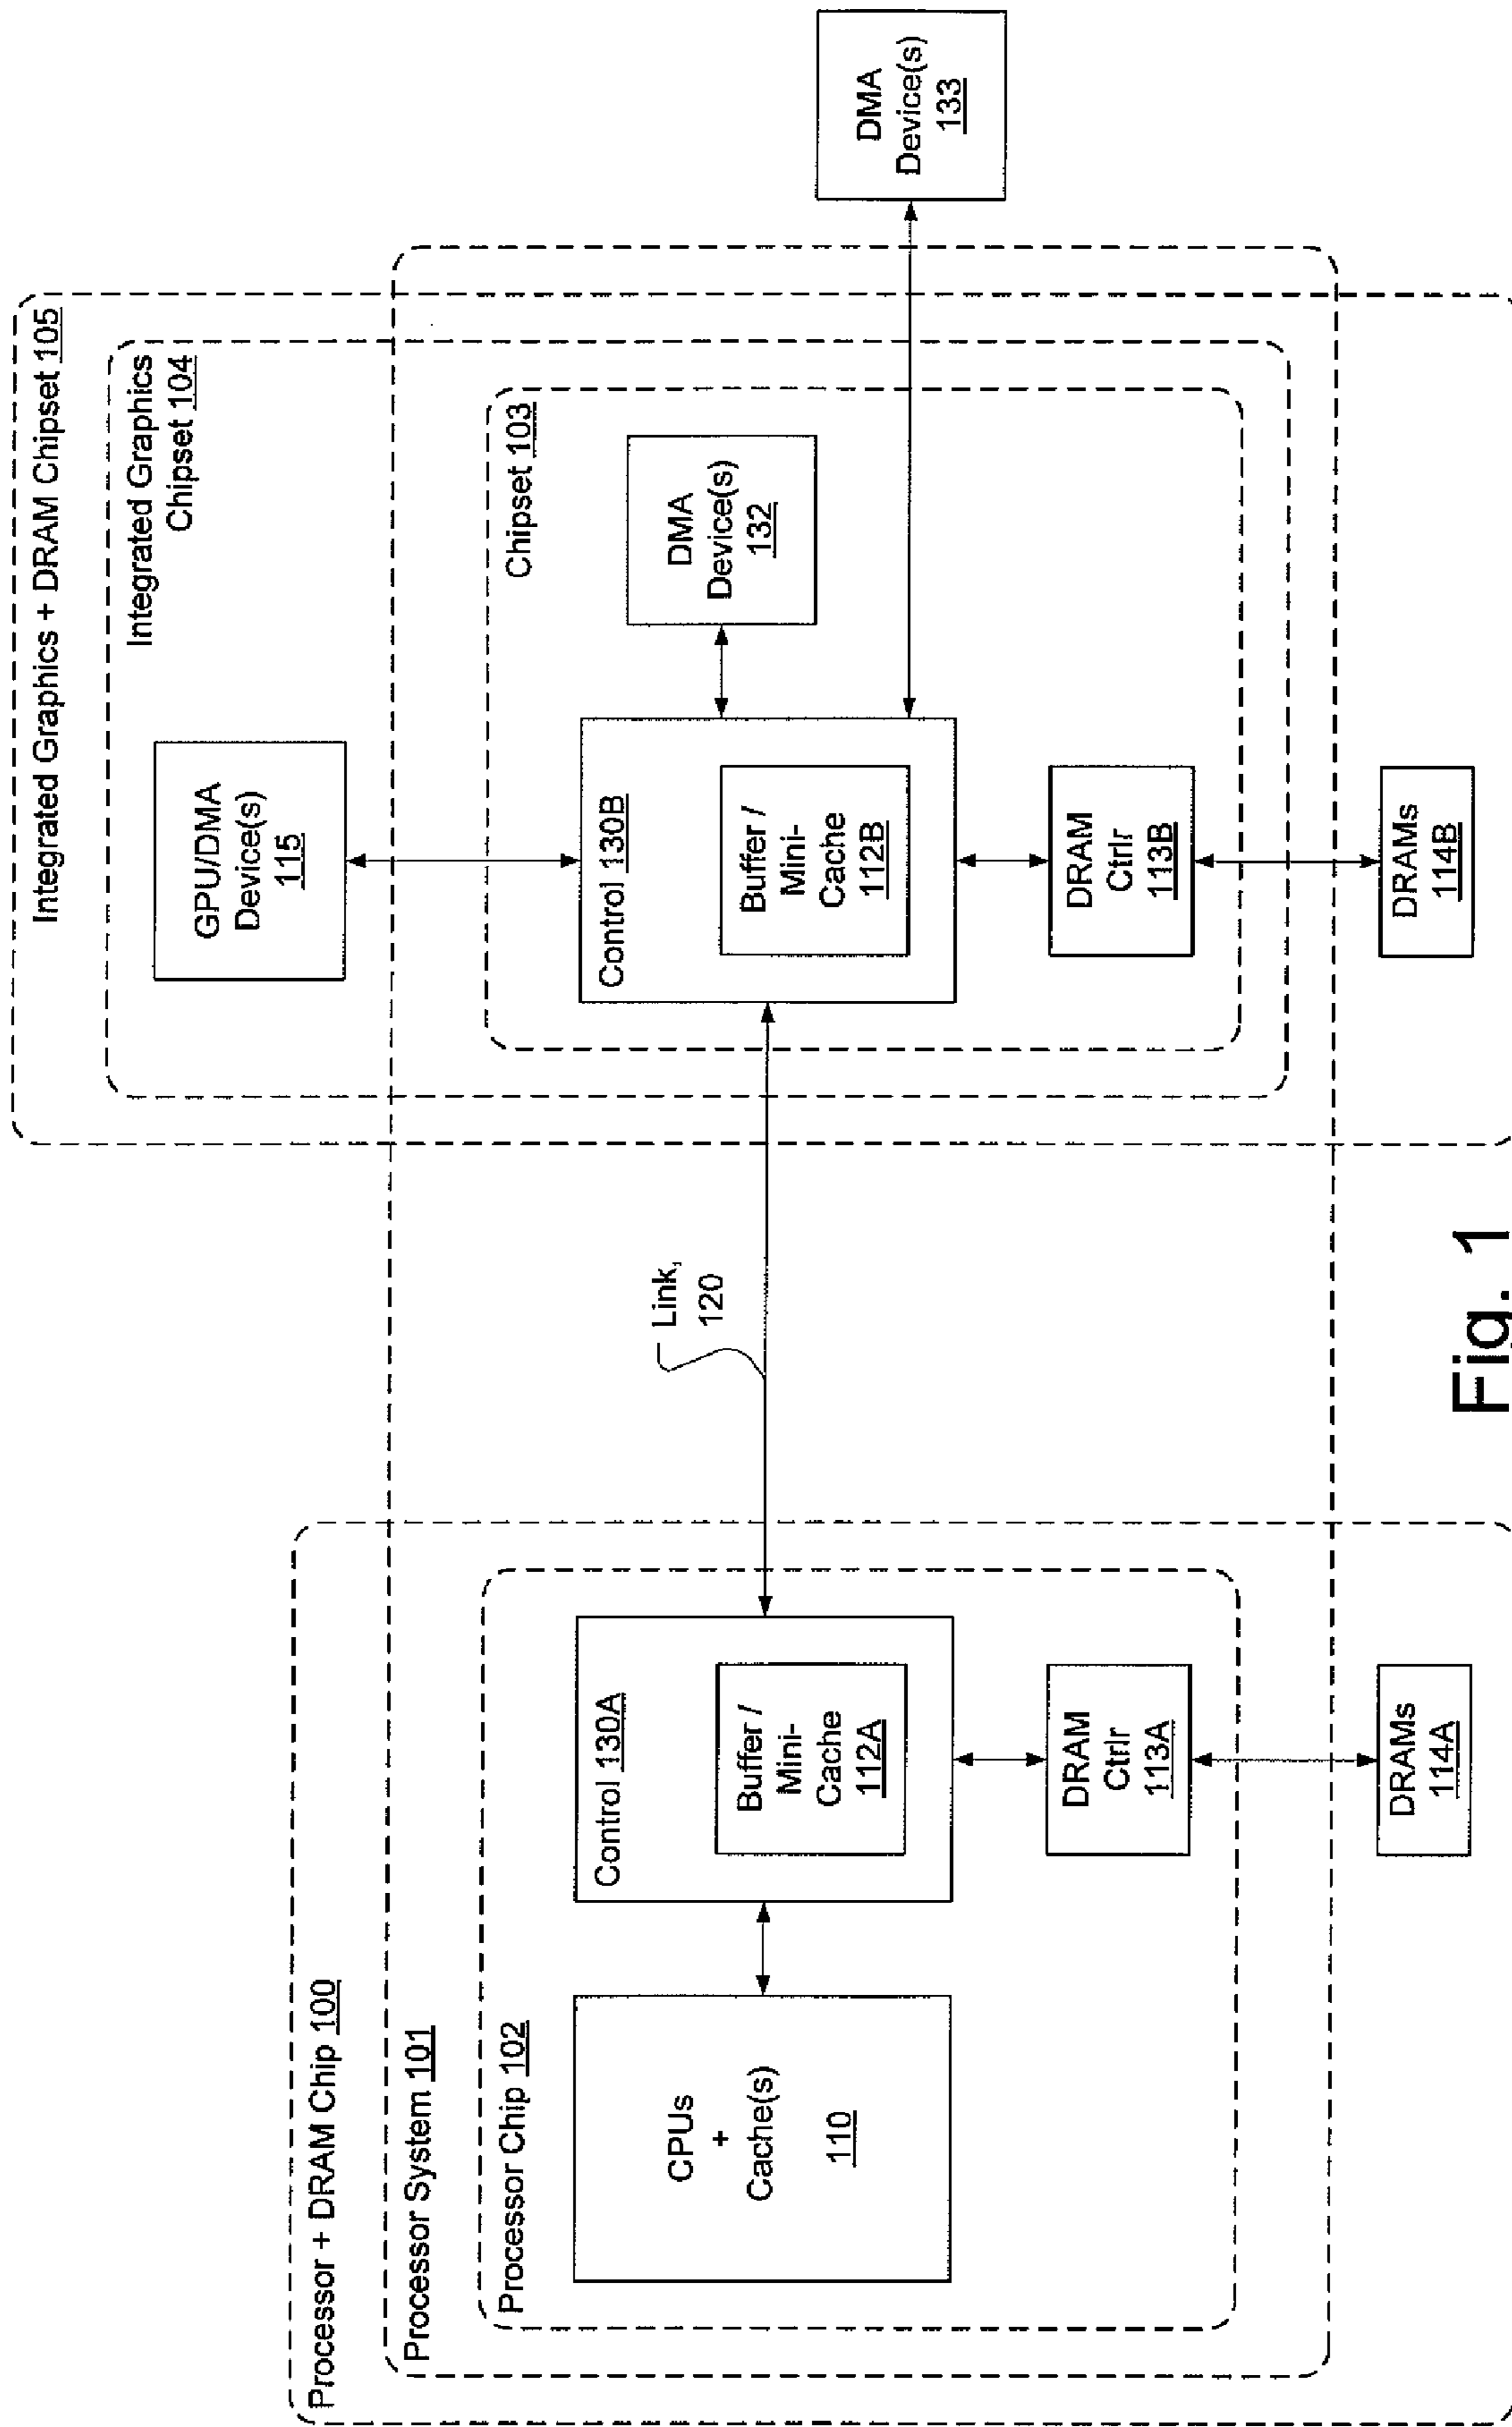 Processor + DRAM Chip 100
Processor System 101
Processor Chip 102
CPUs
+
Cache(s)
110
Control 130A
Buffer /
Mini-
Cache
112A
DRAM
Ctrlr
113A
DRAMs
114A
Link,
120
Integrated Graphics + DRAM Chipset 105
Integrated Graphics
Chipset 104
GPU/DMA
Device(s)
115
Chipset 103
Control 130B
Buffer /
Mini-
Cache
112B
DMA
Device(s)
132
DRAM
Ctrlr
113B
DRAMs
114B
DMA
Device(s)
133
Fig. 1